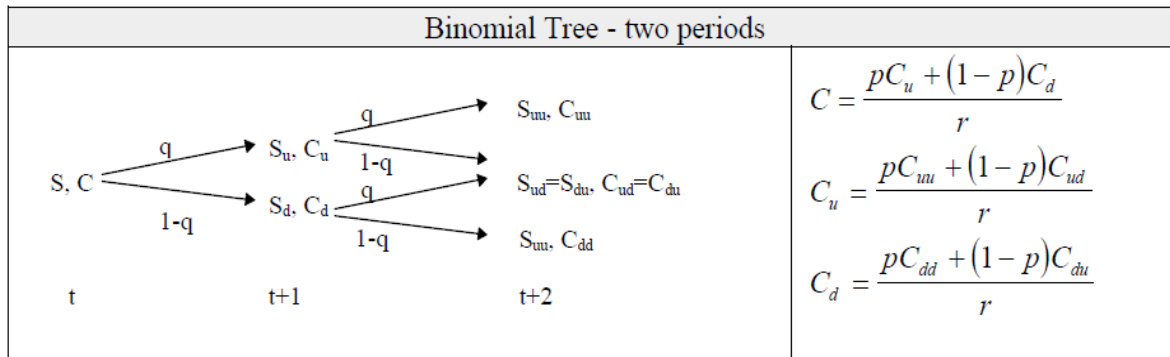 Binomial Tree - two periods
S, C
q
1-q
S_u, C_u
S_d, C_d
q
1-q
q
1-q
S_uu, C_uu
S_ud=S_du, C_ud=C_du
S_uu, C_dd
t
t+1
t+2
C = (pC_u + (1 − p)C_d) / r
C_u = (pC_uu + (1 − p)C_ud) / r
C_d = (pC_dd + (1 − p)C_du) / r